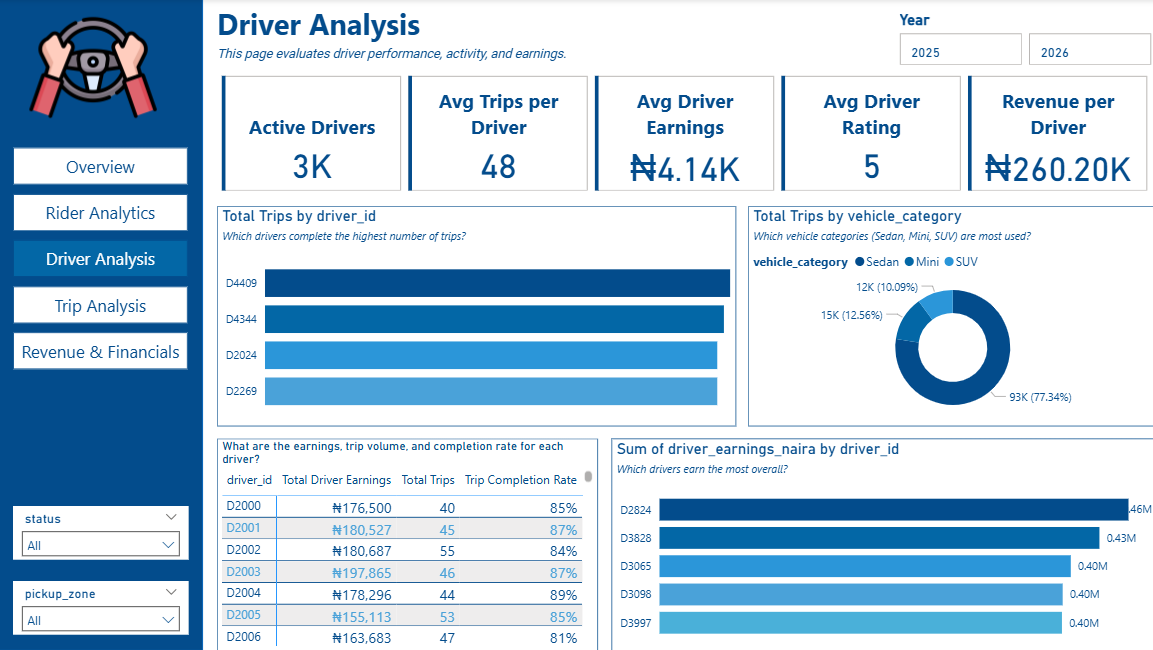 Driver Analysis
This page evaluates driver performance, activity, and earnings.
Year
2025
2026
Overview
Rider Analytics
Driver Analysis
Trip Analysis
Revenue & Financials
status
All
pickup_zone
All
Active Drivers
3K
Avg Trips per
Driver
48
Avg Driver
Earnings
₦4.14K
Avg Driver
Rating
5
Revenue per
Driver
₦260.20K
Total Trips by driver_id
Which drivers complete the highest number of trips?
D4409
D4344
D2024
D2269
Total Trips by vehicle_category
Which vehicle categories (Sedan, Mini, SUV) are most used?
vehicle_category Sedan Mini SUV
12K (10.09%)
15K (12.56%)
93K (77.34%)
What are the earnings, trip volume, and completion rate for each
driver?
driver_id Total Driver Earnings Total Trips Trip Completion Rate
D2000 ₦176,500 40 85%
D2001 ₦180,527 45 87%
D2002 ₦180,687 55 84%
D2003 ₦197,865 46 87%
D2004 ₦178,296 44 89%
D2005 ₦155,113 53 85%
D2006 ₦163,683 47 81%
Sum of driver_earnings_naira by driver_id
Which drivers earn the most overall?
D2824 .46M
D3828 0.43M
D3065 0.40M
D3098 0.40M
D3997 0.40M